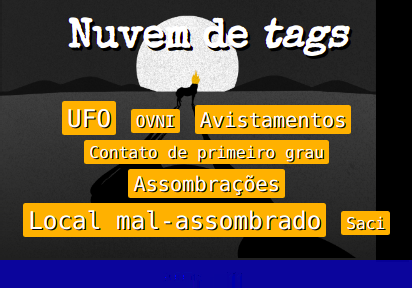 Nuvem de tags
UFO OVNI Avistamentos
Contato de primeiro grau
Assombrações
Local mal-assombrado Saci